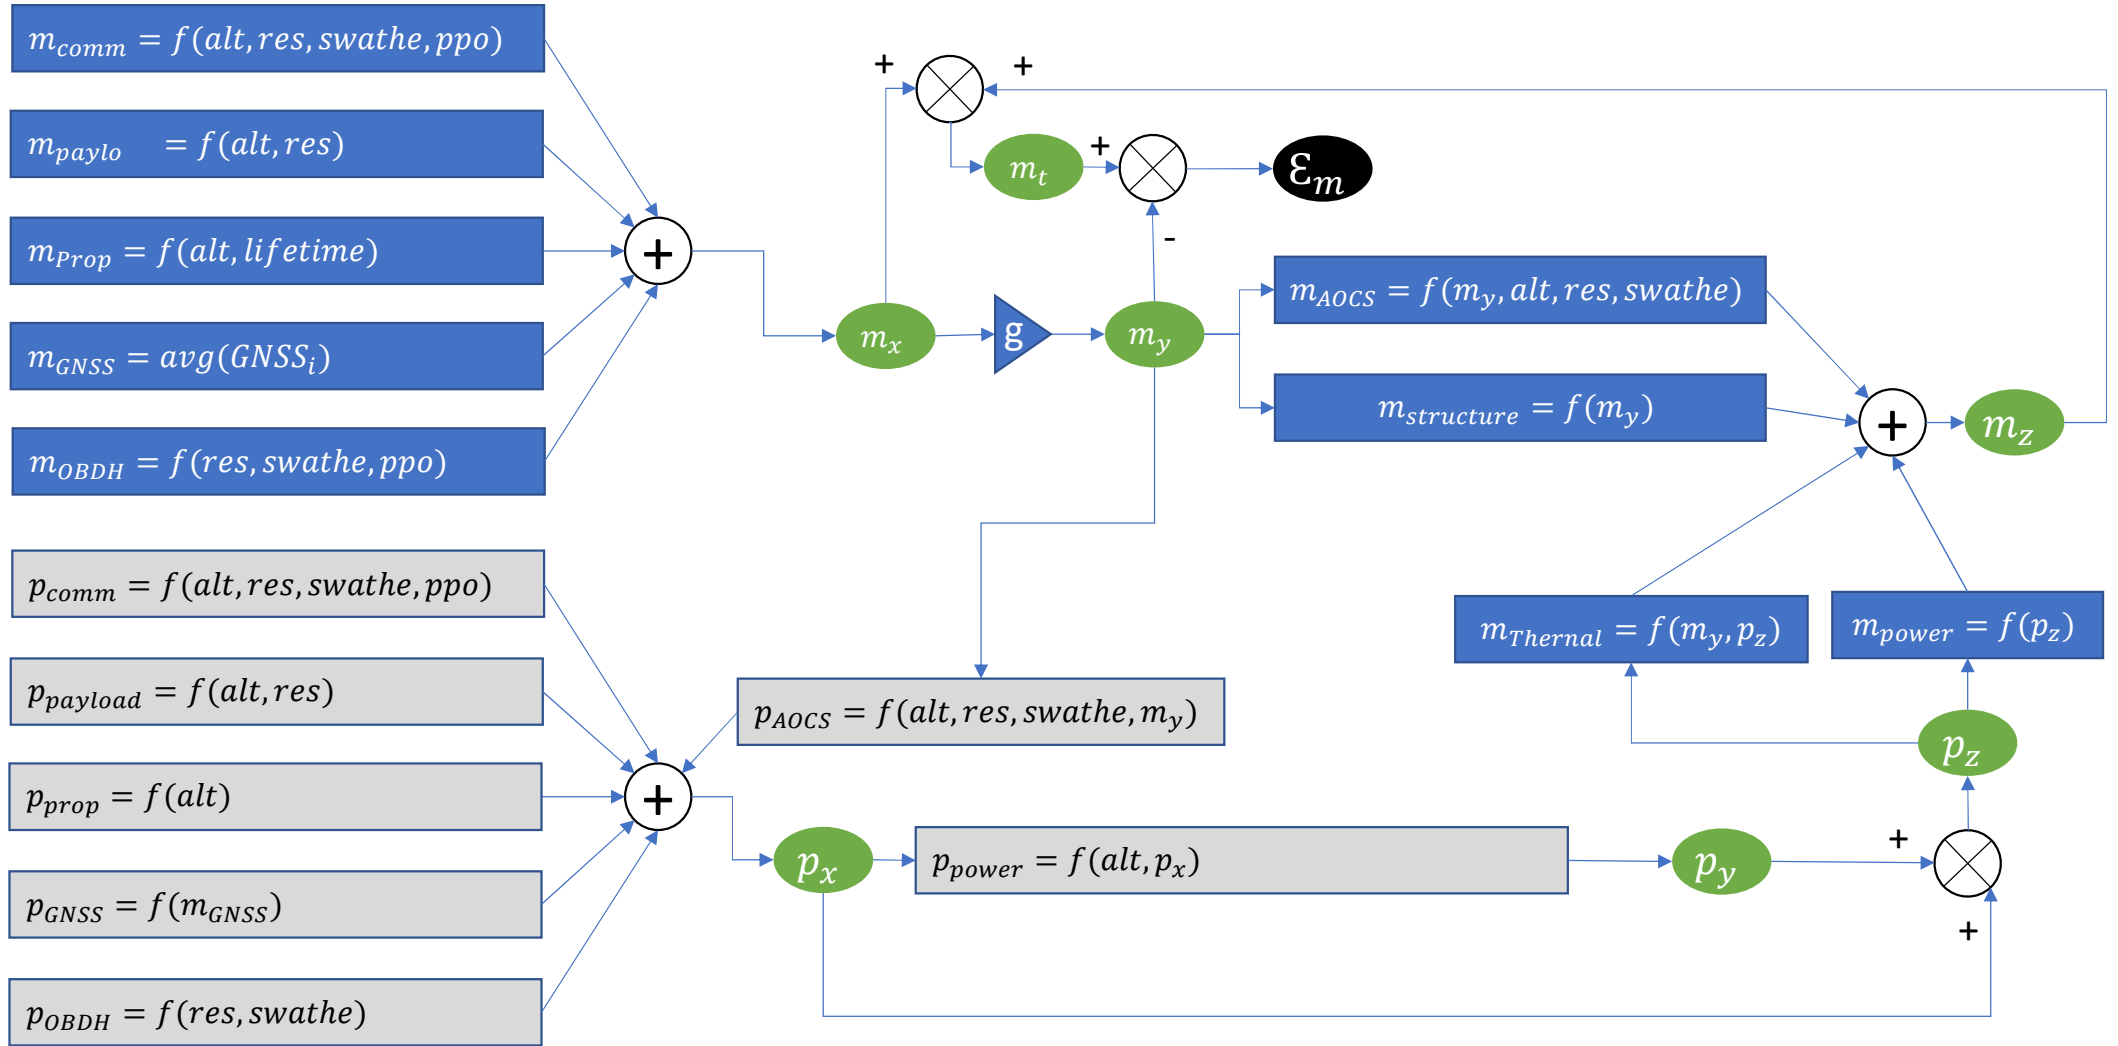 m_comm = f(alt, res, swathe, ppo)
m_paylo = f(alt, res)
m_Prop = f(alt, lifetime)
m_GNSS = avg(GNSS_i)
m_OBDH = f(res, swathe, ppo)
+
+
+
m_t
+
-
Ɛ_m
m_x
g
m_y
m_AOCS = f(m_y, alt, res, swathe)
m_structure = f(m_y)
+
m_z
p_comm = f(alt, res, swathe, ppo)
p_payload = f(alt, res)
p_prop = f(alt)
p_GNSS = f(m_GNSS)
p_OBDH = f(res, swathe)
+
p_AOCS = f(alt, res, swathe, m_y)
m_Thernal = f(m_y, p_z)
m_power = f(p_z)
p_z
p_x
p_power = f(alt, p_x)
p_y
+
+